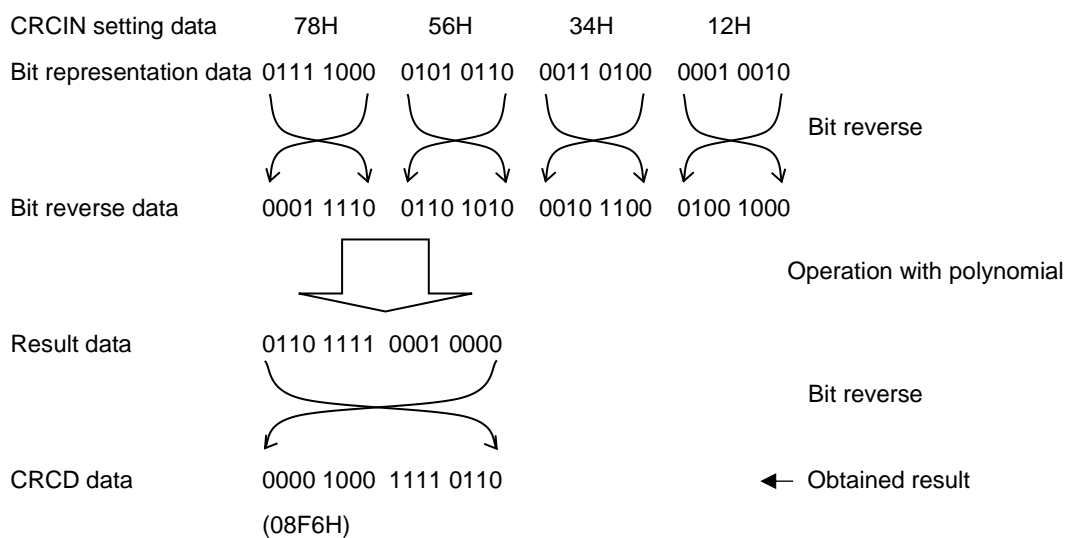 CRCIN setting data 78H 56H 34H 12H
Bit representation data 0111 1000 0101 0110 0011 0100 0001 0010
Bit reverse
Bit reverse data 0001 1110 0110 1010 0010 1100 0100 1000
Operation with polynomial
Result data 0110 1111 0001 0000
Bit reverse
CRCD data 0000 1000 1111 0110 Obtained result
(08F6H)